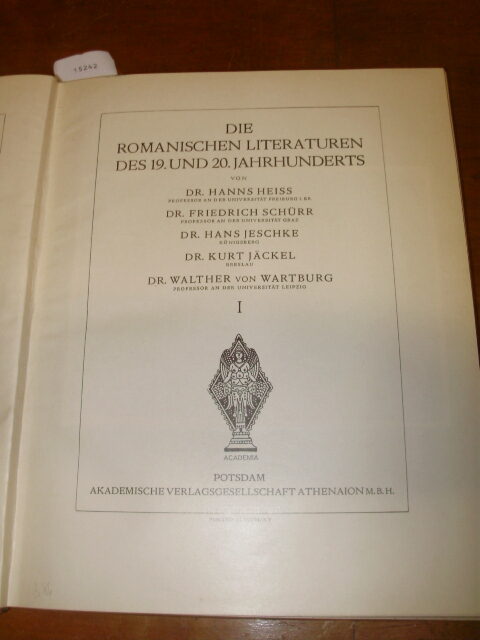 15242
DIE
ROMANISCHEN LITERATUREN
DES 19. UND 20. JAHRHUNDERTS
VON
DR. HANNS HEISS
PROFESSOR AN DER UNIVERSITÄT FREIBURG I. BR.
DR. FRIEDRICH SCHÜRR
PROFESSOR AN DER UNIVERSITÄT GRAZ
DR. HANS JESCHKE
KÖNIGSBERG
DR. KURT JÄCKEL
BRESLAU
DR. WALTHER VON WARTBURG
PROFESSOR AN DER UNIVERSITÄT LEIPZIG
I
ACADEMIA
POTSDAM
AKADEMISCHE VERLAGSGESELLSCHAFT ATHENAION M. B. H.